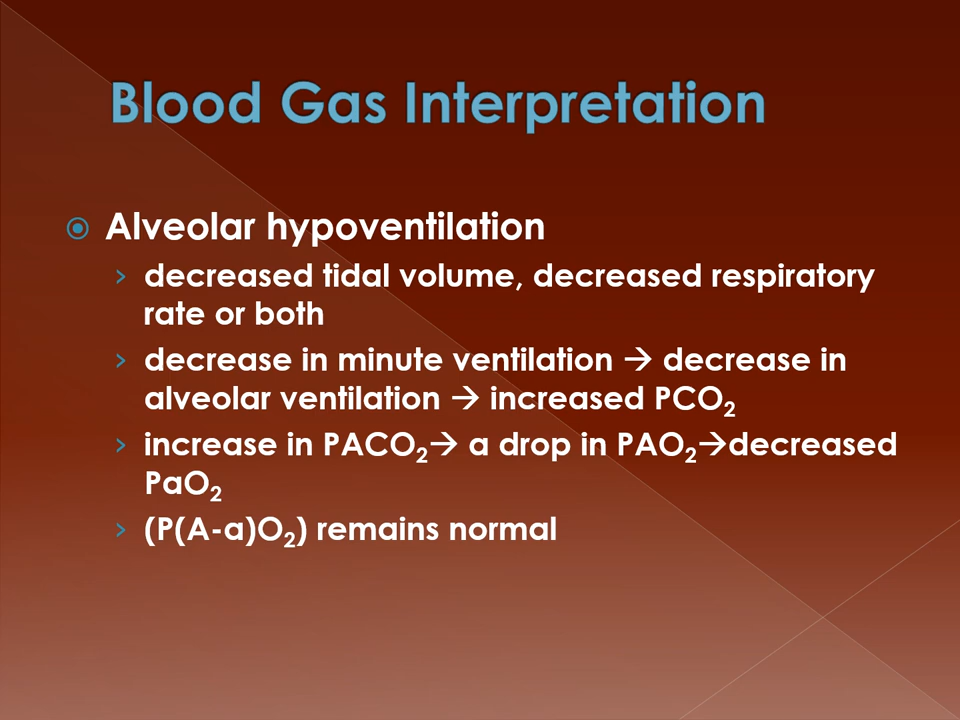 Blood Gas Interpretation
Alveolar hypoventilation
› decreased tidal volume, decreased respiratory
rate or both
› decrease in minute ventilation → decrease in
alveolar ventilation → increased PCO₂
› increase in PACO₂→ a drop in PAO₂→decreased
PaO₂
› (P(A-a)O₂) remains normal